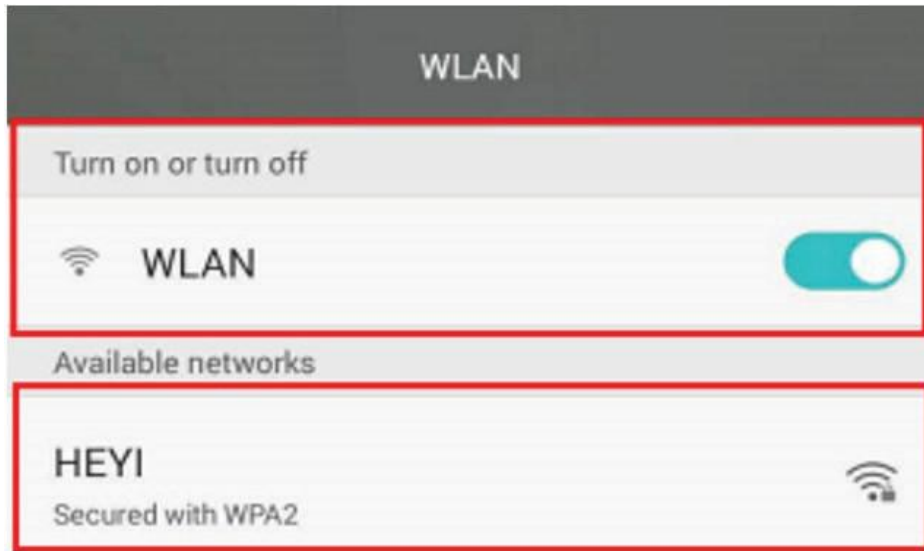 WLAN
Turn on or turn off
WLAN
Available networks
HEYI
Secured with WPA2